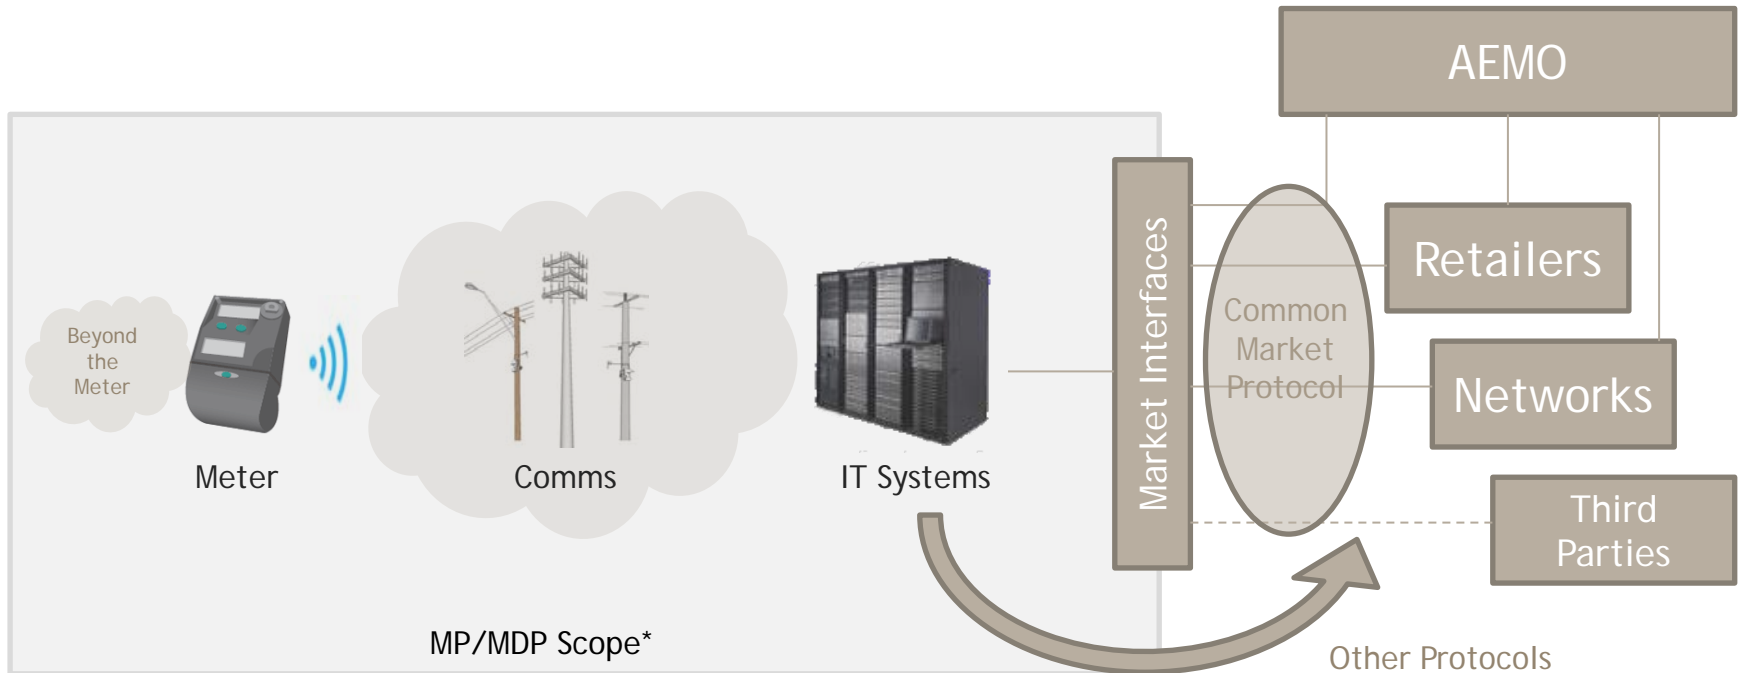 AEMO
Retailers
Market Interfaces
Common
Market
Protocol
Beyond
the
Meter
Networks
Meter
Comms
IT Systems
Third
Parties
MP/MDP Scope*
Other Protocols